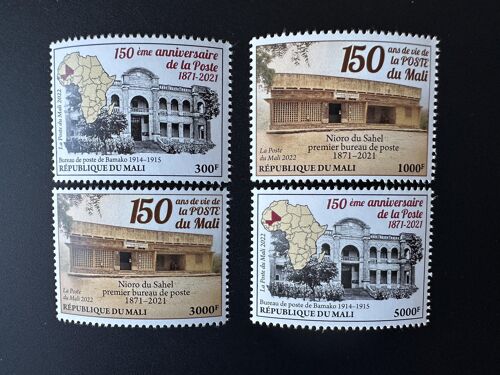 150 ème anniversaire
de la Poste
1871-2021
La Poste du Mali 2022
Bureau de poste de Bamako 1914-1915
300F
RÉPUBLIQUE DU MALI
150 ans de vie de
la POSTE
du Mali
Nioro du Sahel
premier bureau de poste
1871-2021
La Poste
du Mali 2022
1000F
RÉPUBLIQUE DU MALI
150 ans de vie de
la POSTE
du Mali
Nioro du Sahel
premier bureau de poste
1871-2021
La Poste
du Mali 2022
3000F
RÉPUBLIQUE DU MALI
150 ème anniversaire
de la Poste
1871-2021
La Poste du Mali 2022
Bureau de poste de Bamako 1914-1915
5000F
RÉPUBLIQUE DU MALI